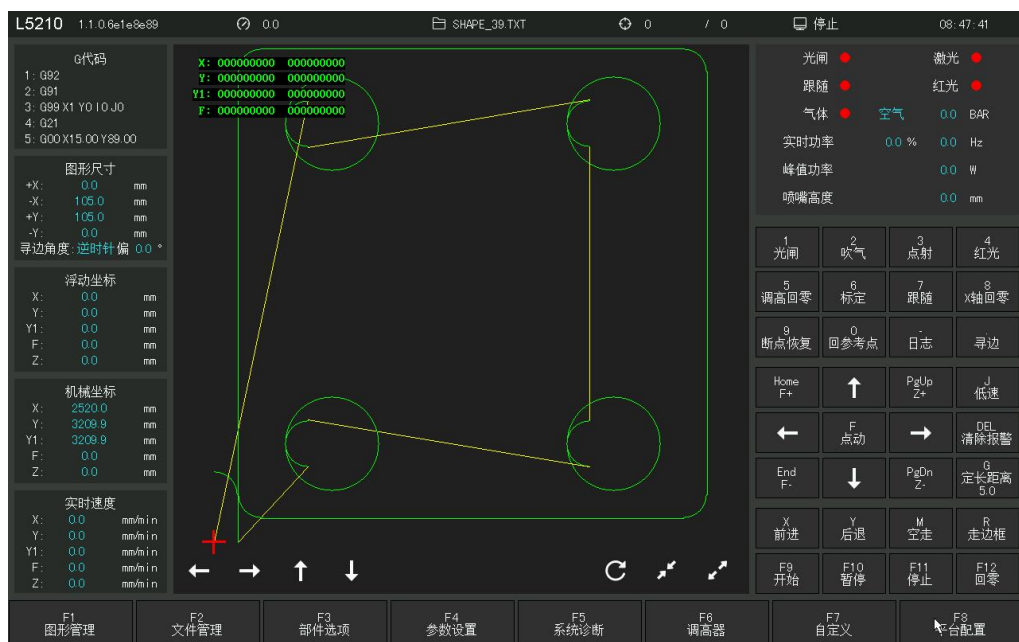 L5210 1.1.0.6e1e8e89 0.0 SHAPE_39.TXT 0 / 0 停止 08:47:41
G代码
1: G92
2: G91
3: G99 X1 Y0 I0 J0
4: G21
5: G00 X15.00 Y89.00
图形尺寸
+X: 0.0 mm
-X: 105.0 mm
+Y: 105.0 mm
-Y: 0.0 mm
寻边角度:逆时针偏 0.0 °
浮动坐标
X: 0.0 mm
Y: 0.0 mm
Y1: 0.0 mm
F: 0.0 mm
Z: 0.0 mm
机械坐标
X: 2520.0 mm
Y: 3209.9 mm
Y1: 3209.9 mm
F: 0.0 mm
Z: 0.0 mm
实时速度
X: 0.0 mm/min
Y: 0.0 mm/min
Y1: 0.0 mm/min
F: 0.0 mm/min
Z: 0.0 mm/min
X: 000000000 000000000
Y: 000000000 000000000
Y1: 000000000 000000000
F: 000000000 000000000
光闸 激光
跟随 红光
气体 空气 0.0 BAR
实时功率 0.0 % 0.0 Hz
峰值功率 0.0 W
喷嘴高度 0.0 mm
1 2 3 4
光闸 吹气 点射 红光
5 6 7 8
调高回零 标定 跟随 X轴回零
9 0 - .
断点恢复 回参考点 日志 寻边
Home PgUp J
F+ Z+ 低速
F DEL
点动 清除报警
End PgDn G
F- Z- 定长距离
5.0
X Y M R
前进 后退 空走 走边框
F9 F10 F11 F12
开始 暂停 停止 回零
F1 F2 F3 F4 F5 F6 F7 F8
图形管理 文件管理 部件选项 参数设置 系统诊断 调高器 自定义 平台配置